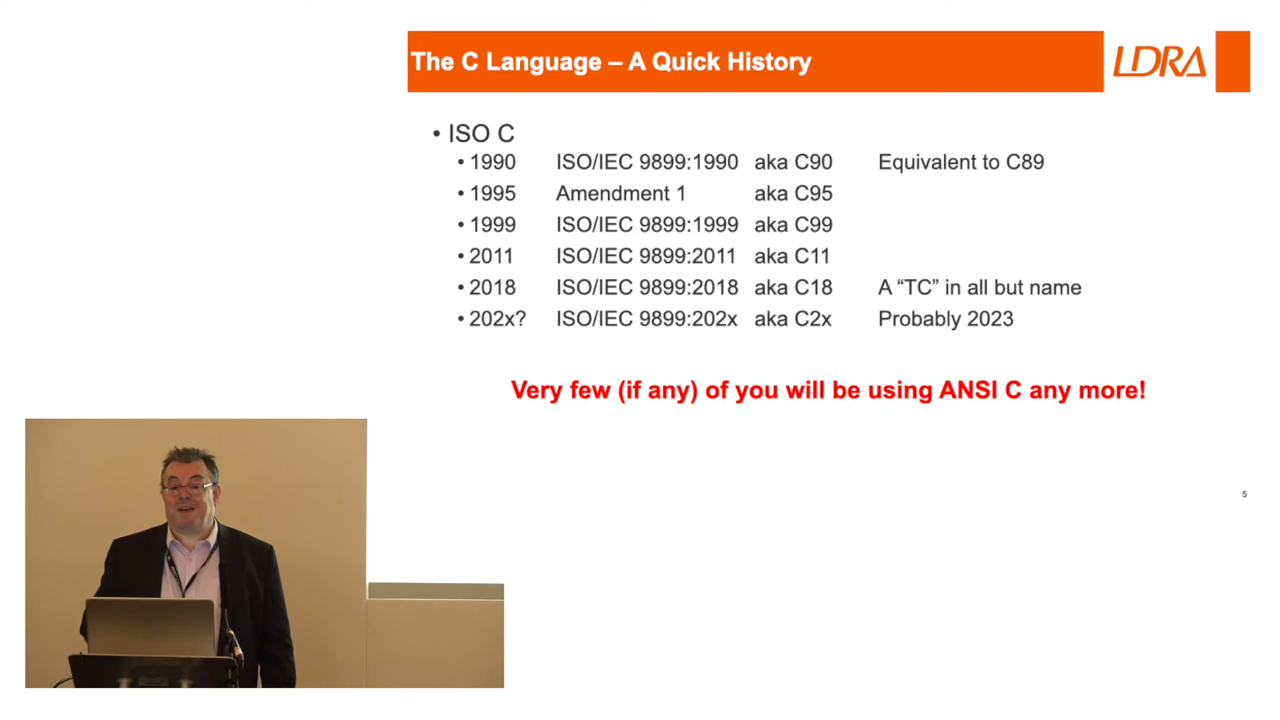 The C Language – A Quick History
LDRA
• ISO C
• 1990 ISO/IEC 9899:1990 aka C90 Equivalent to C89
• 1995 Amendment 1 aka C95
• 1999 ISO/IEC 9899:1999 aka C99
• 2011 ISO/IEC 9899:2011 aka C11
• 2018 ISO/IEC 9899:2018 aka C18 A “TC” in all but name
• 202x? ISO/IEC 9899:202x aka C2x Probably 2023
Very few (if any) of you will be using ANSI C any more!
5